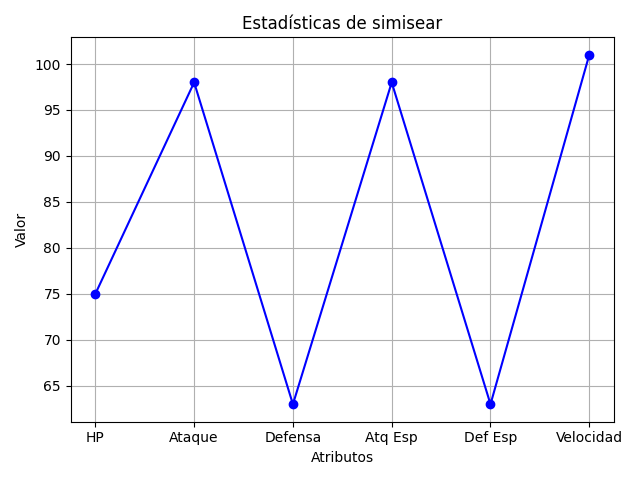 Estadísticas de simisear
Valor
100
95
90
85
80
75
70
65
HP Ataque Defensa Atq Esp Def Esp Velocidad
Atributos